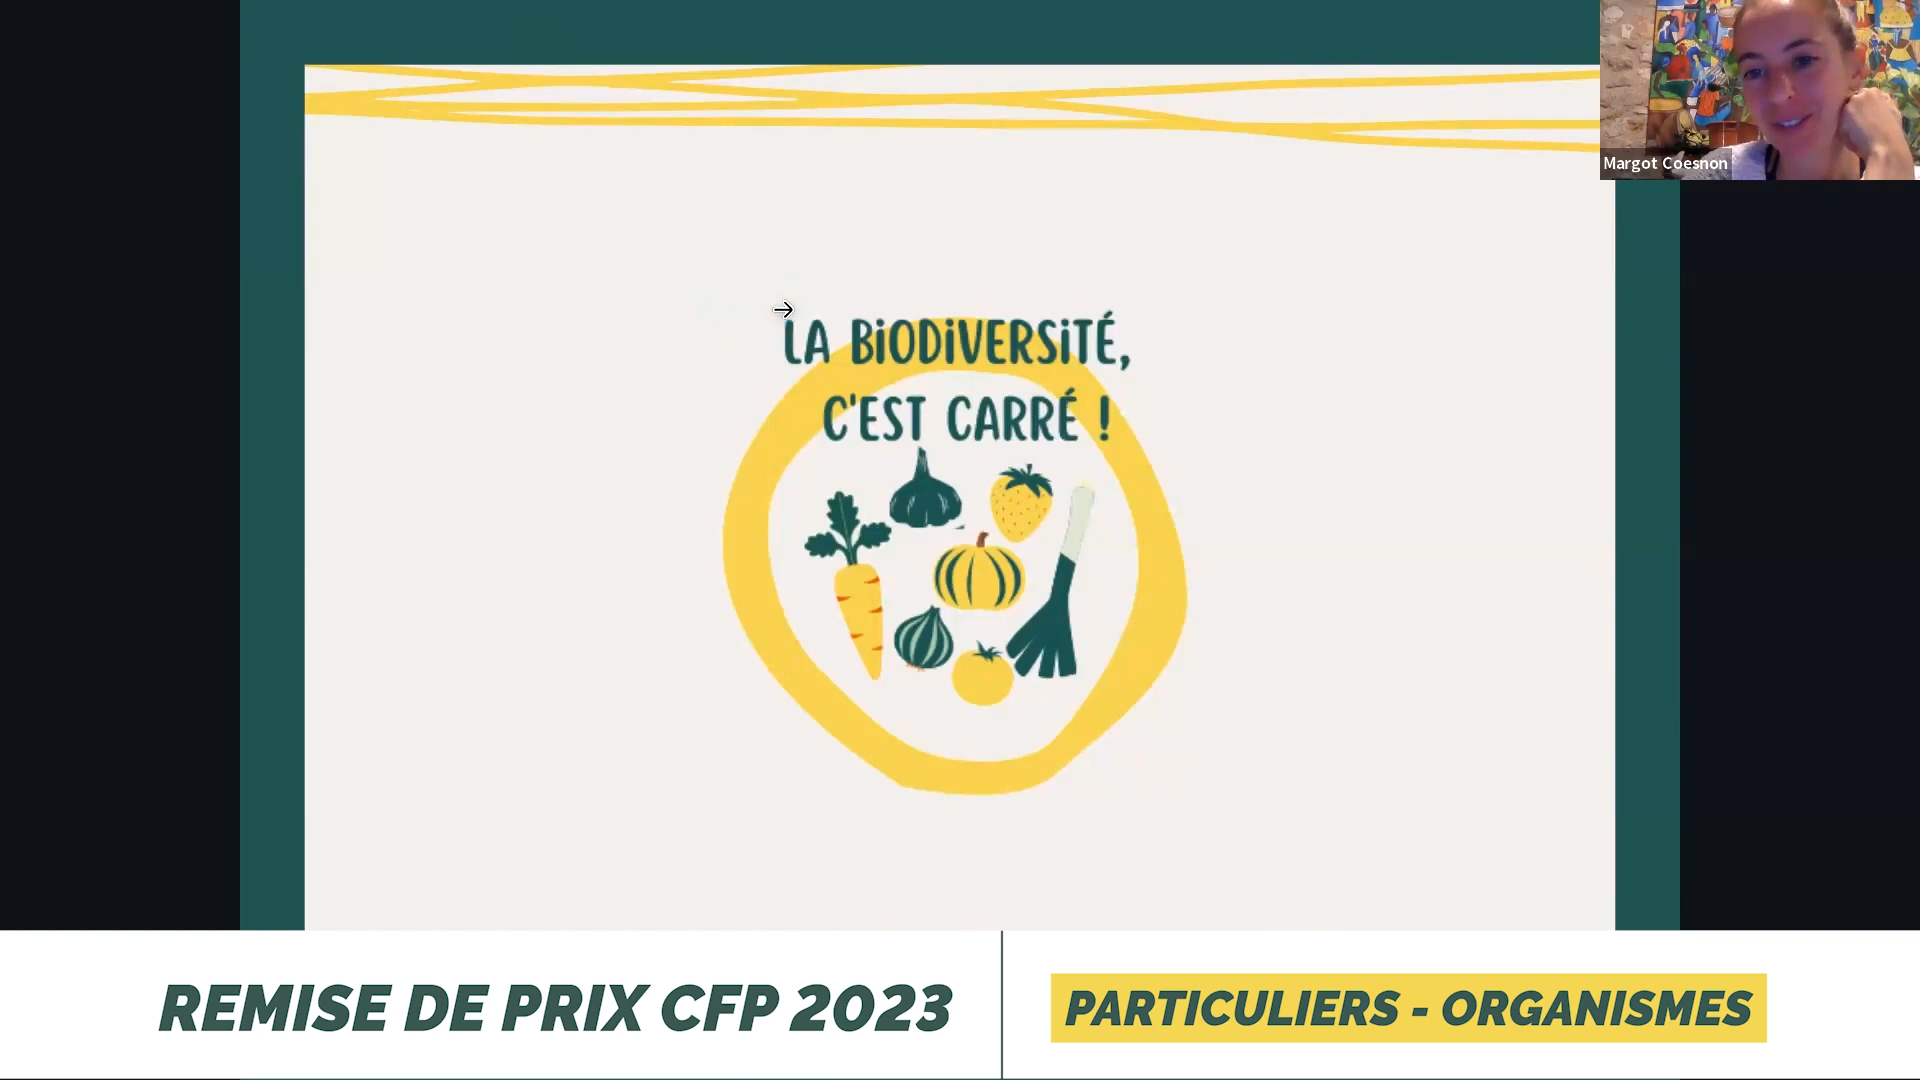 Margot Coesnon
LA BiODiVERSiTÉ,
C'EST CARRÉ !
REMISE DE PRIX CFP 2023
PARTICULIERS - ORGANISMES